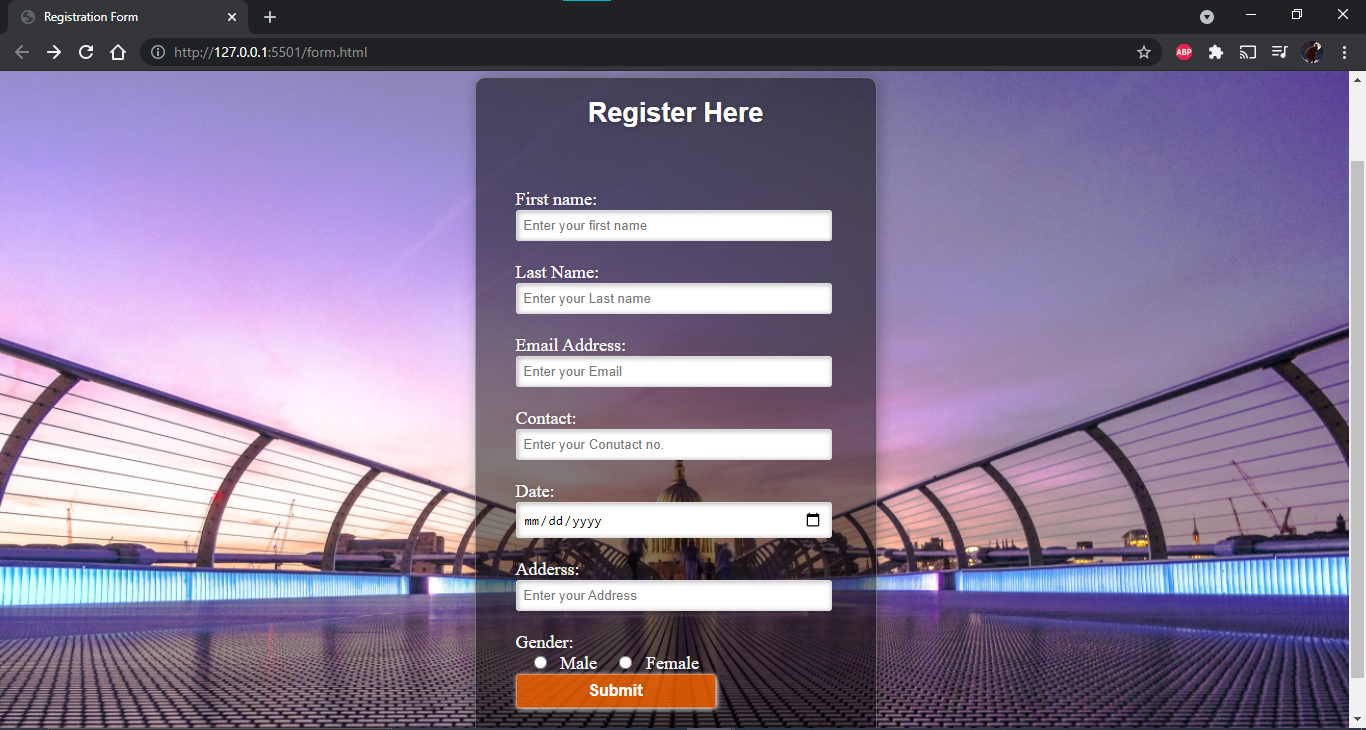 Registration Form
http://127.0.0.1:5501/form.html
ABP
Register Here
First name:
Enter your first name
Last Name:
Enter your Last name
Email Address:
Enter your Email
Contact:
Enter your Conutact no.
Date:
mm/dd/yyyy
Adderss:
Enter your Address
Gender:
Male Female
Submit